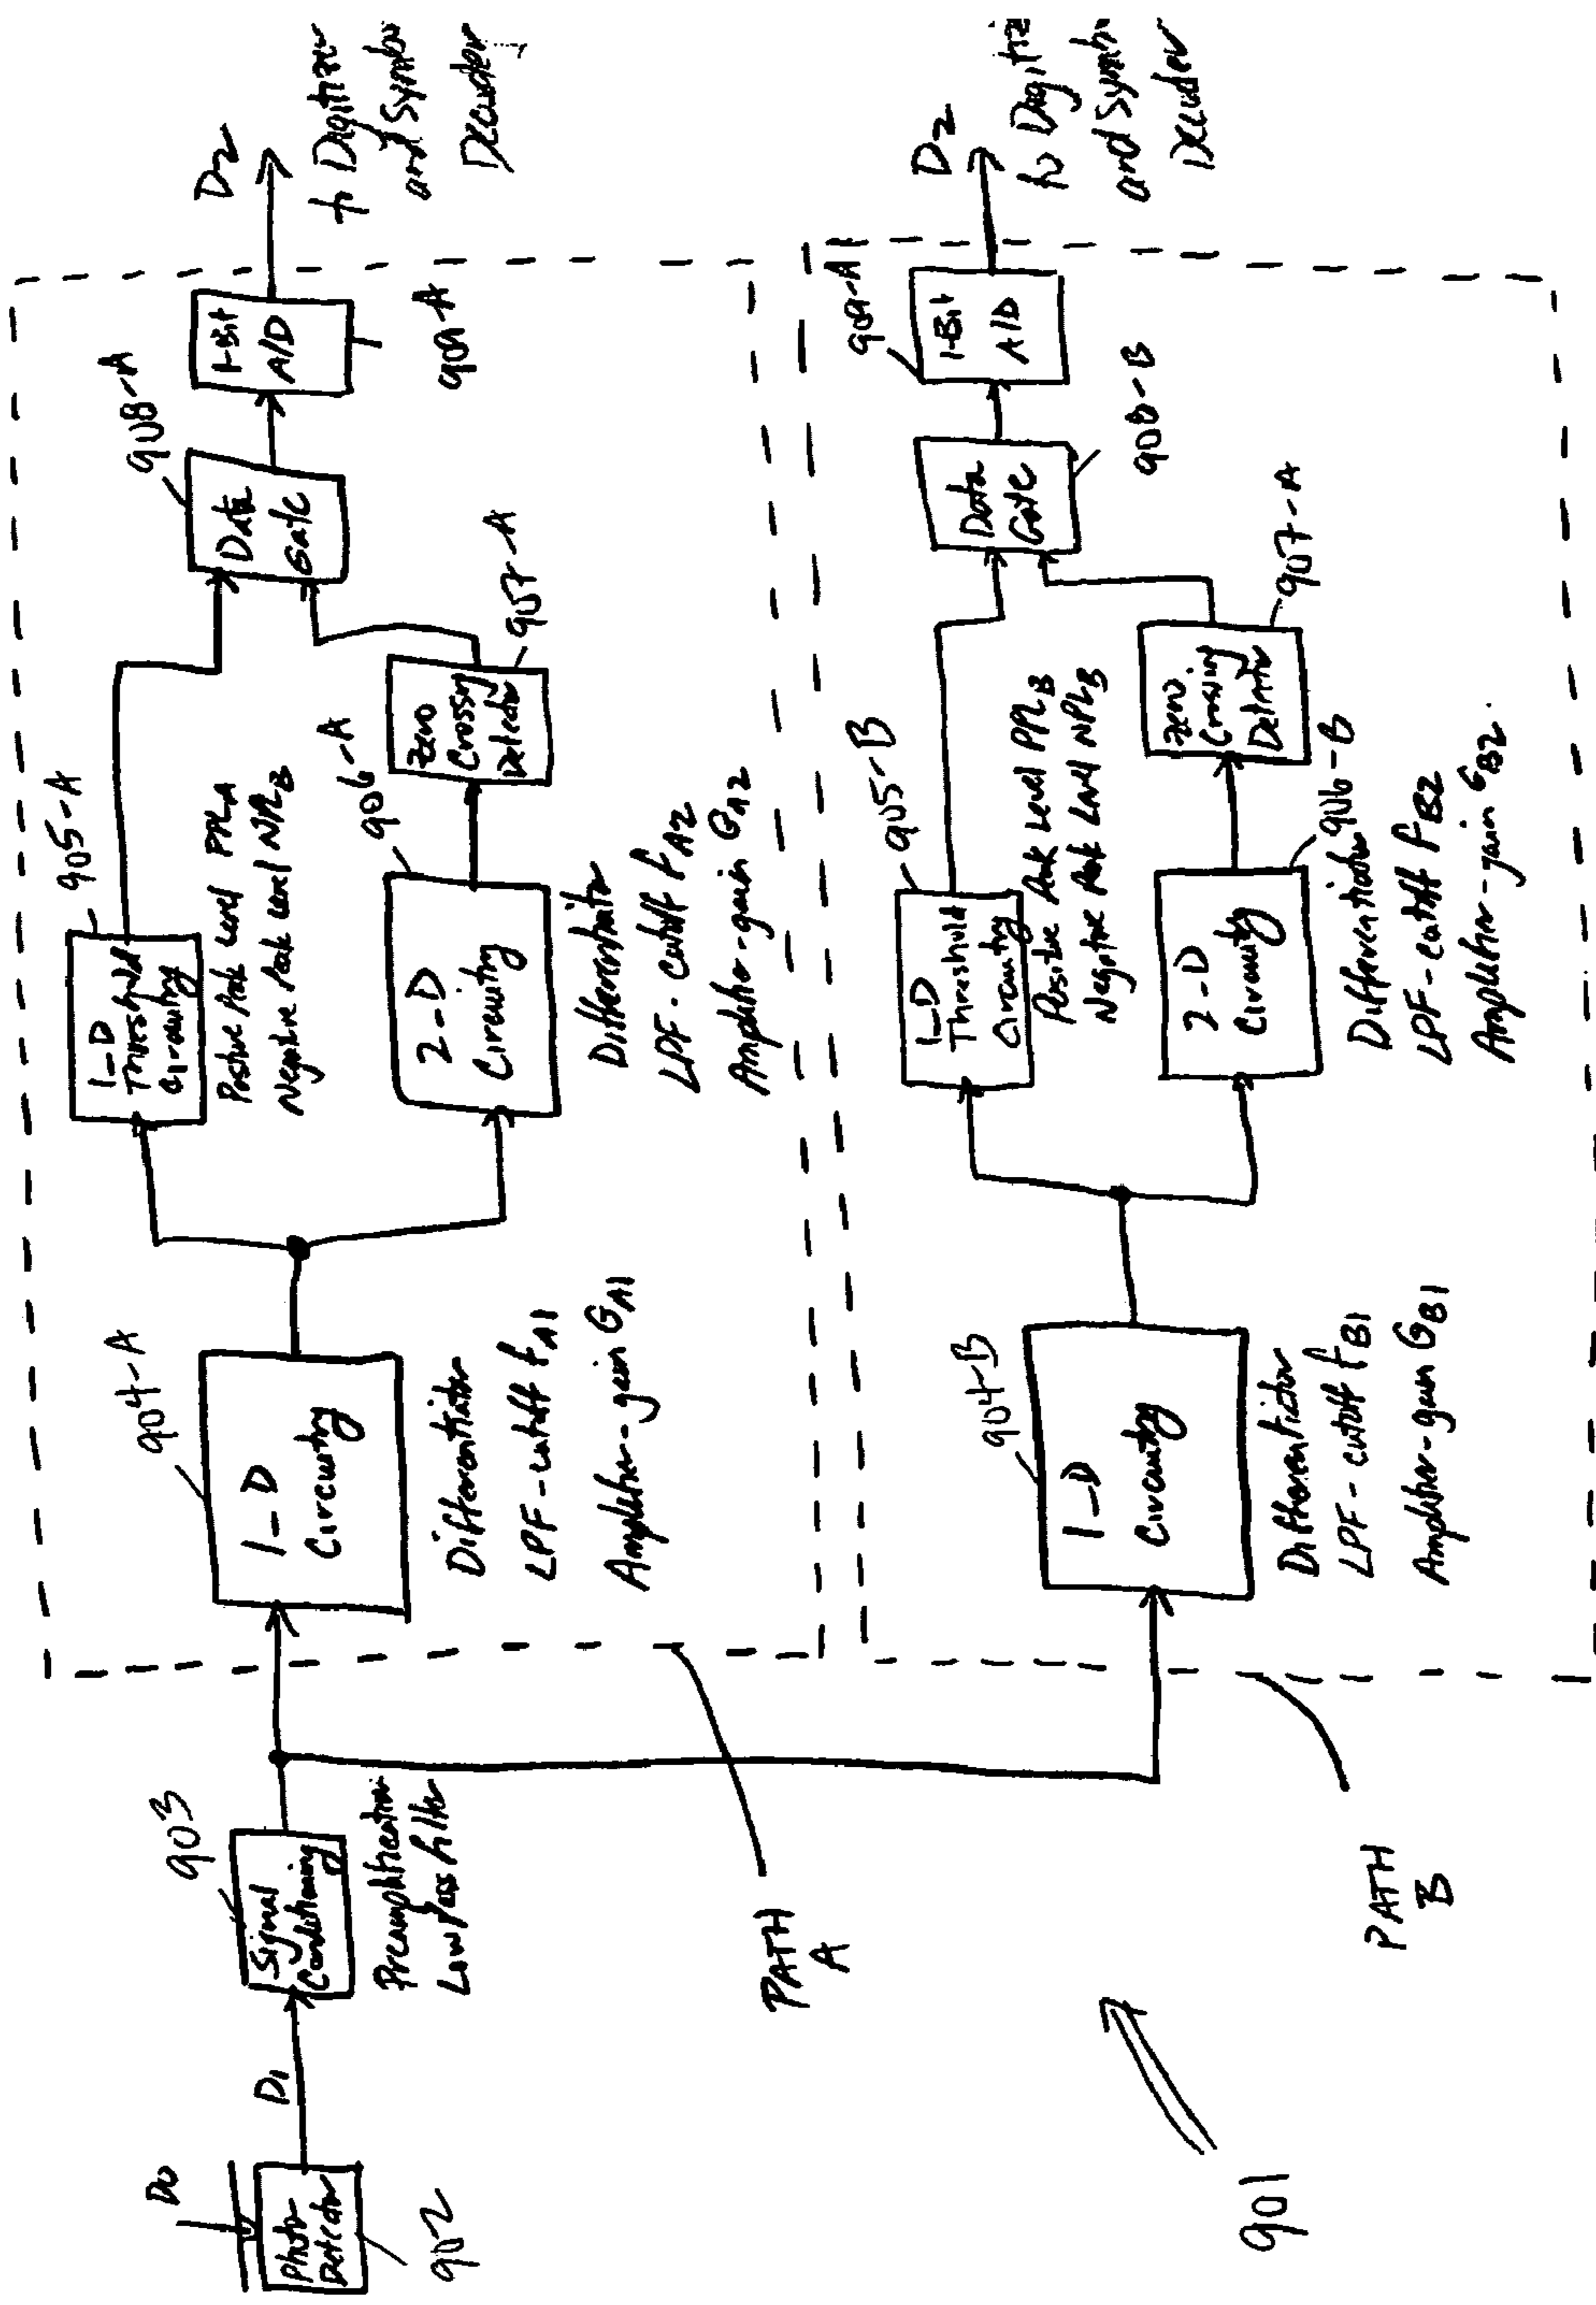 D0
Photo
Detector
902
D1
903
Signal
Conditioning
Preamplification
Low Pass Filter
PATH
A
904-A
1-D
Circuitry
Differentiator
LPF-cutoff fA1
Amplifier-gain GA1
905-A
1-D
Threshold
Circuitry
Positive Peak Level PPLA
Negative Peak Level NPLB
906-A
2-D
Circuitry
Differentiator
LPF-cutoff fA2
Amplifier-gain GA2
Zero
Crossing
Detector
907-A
908-A
Data
Gate
1-Bit
A/D
909-A
D2
to Digitizer
and Symbol
Decoder
901
PATH
B
904-B
1-D
Circuitry
Differentiator
LPF-cutoff fB1
Amplifier-gain GB1
905-B
1-D
Threshold
Circuitry
Positive Peak Level PPLB
Negative Peak Level NPLB
2-D
Circuitry
906-B
Differentiator
LPF-cutoff fB2
Amplifier-gain GB2.
Zero
Crossing
Detector
907-A
Data
Gate
908-B
909-A1
1-Bit
A/D
D2
to Digitiz
and Symb
Decoder